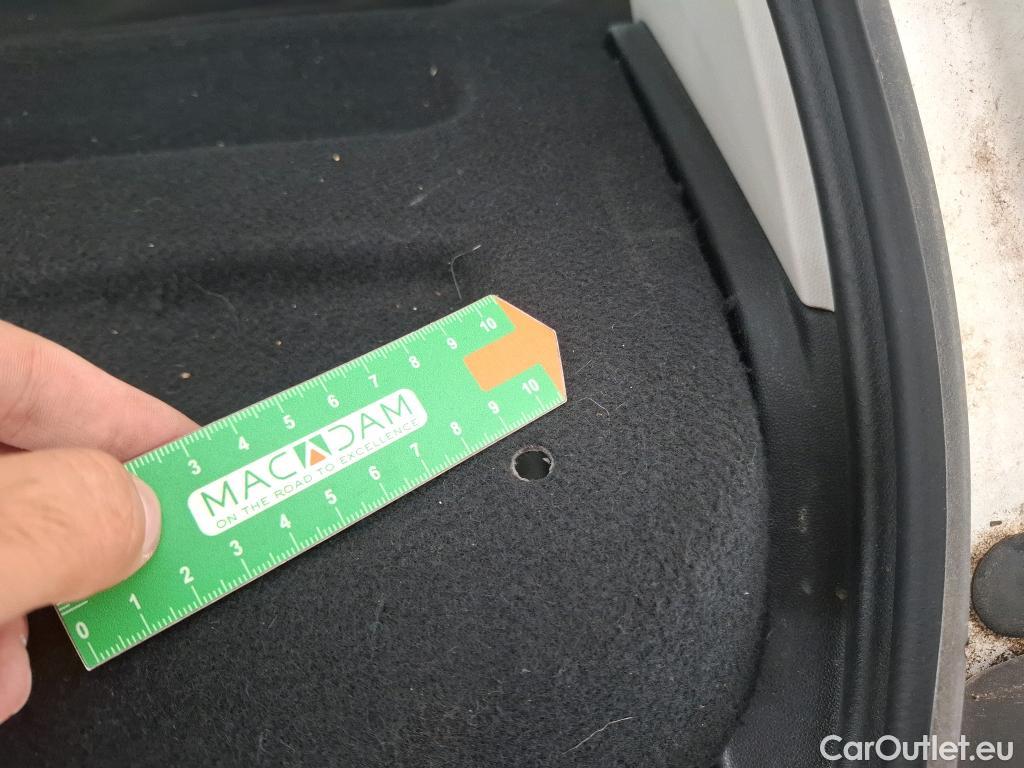 3 4 5 6 7 8 9 10
MACADAM
ON THE ROAD TO EXCELLENCE
0 1 2 3 4 5 6 7 8 9 10
CarOutlet.eu